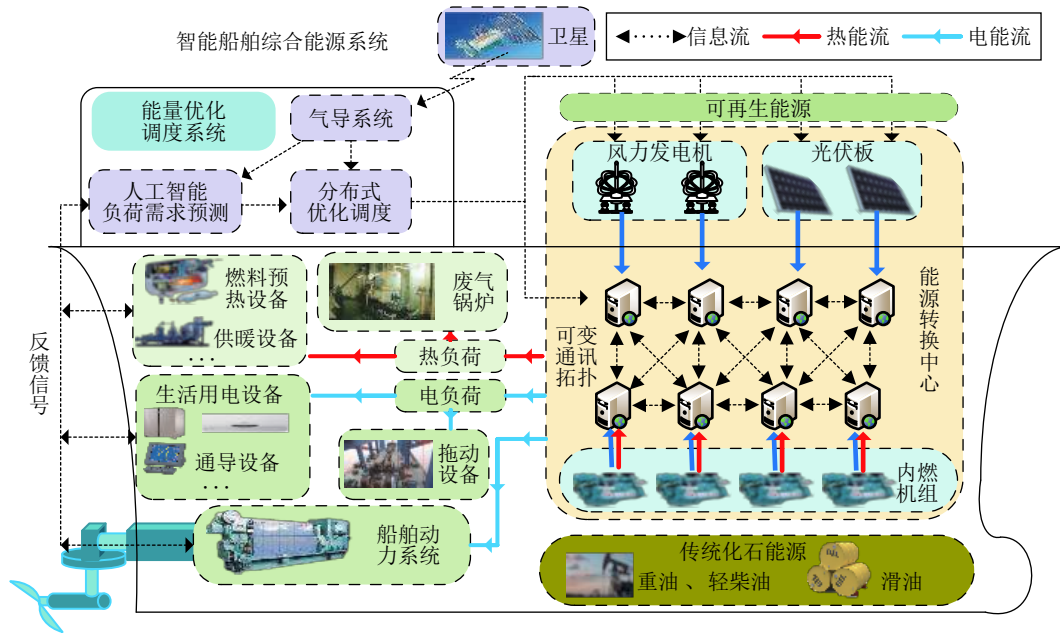 智能船舶综合能源系统
卫星
信息流
热能流
电能流
能量优化
调度系统
气导系统
人工智能
负荷需求预测
分布式
优化调度
可再生能源
风力发电机
光伏板
燃料预
热设备
供暖设备
...
废气
锅炉
热负荷
电负荷
反馈信号
生活用电设备
通导设备
...
拖动
设备
可变
通讯
拓扑
能源转换中心
内燃
机组
船舶动
力系统
传统化石能源
重油、轻柴油
滑油